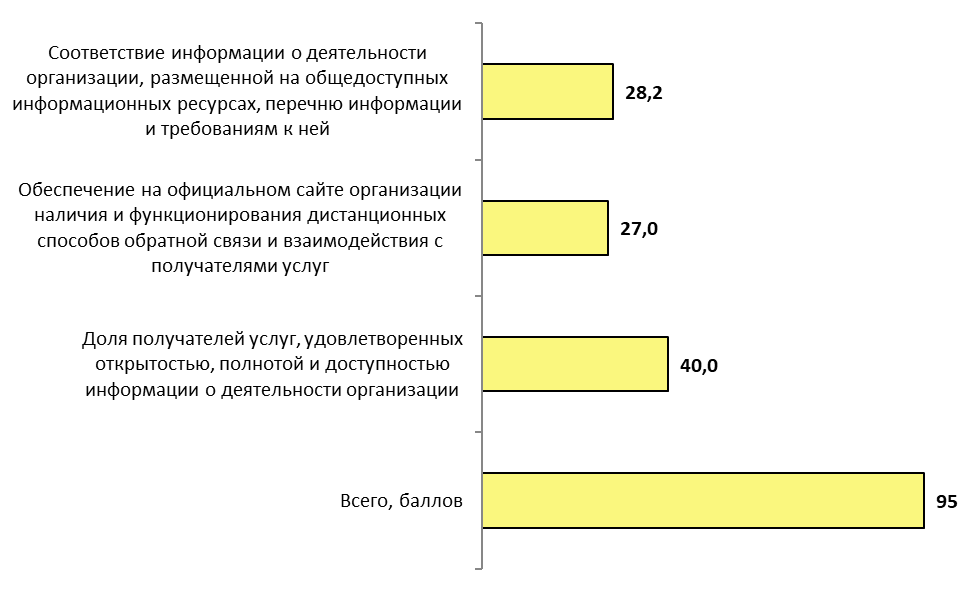 Соответствие информации о деятельности
организации, размещенной на общедоступных
информационных ресурсах, перечню информации
и требованиям к ней
28,2
Обеспечение на официальном сайте организации
наличия и функционирования дистанционных
способов обратной связи и взаимодействия с
получателями услуг
27,0
Доля получателей услуг, удовлетворенных
открытостью, полнотой и доступностью
информации о деятельности организации
40,0
Всего, баллов
95